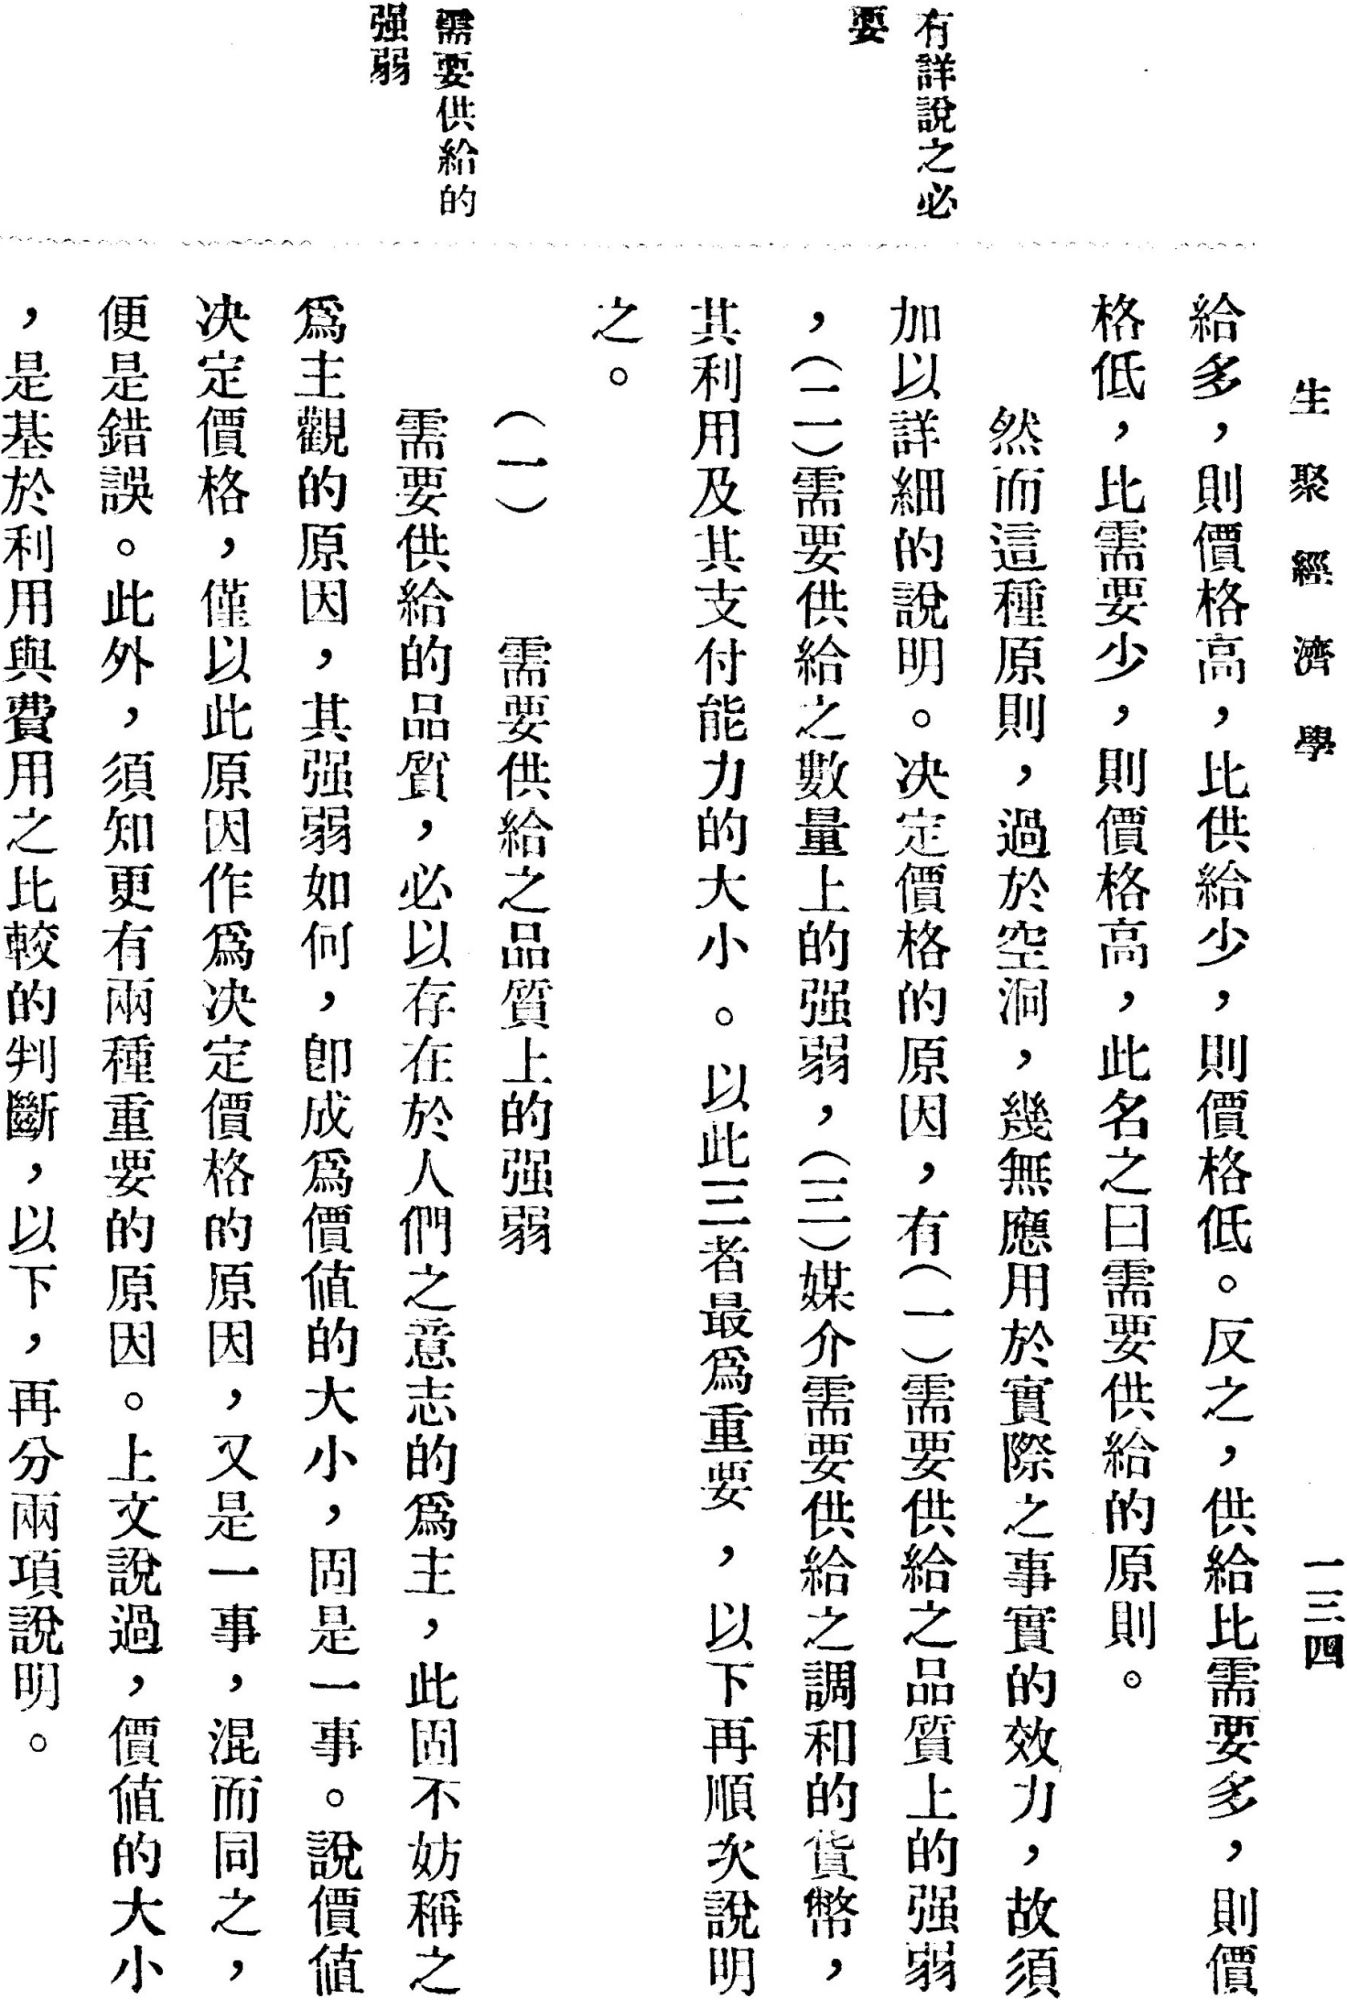 生聚經濟學
一三四
給多，則價格高，比供給少，則價格低。反之，供給比需要多，則價
格低，比需要少，則價格高，此名之曰需要供給的原則。
有詳說之必
要
然而這種原則，過於空洞，幾無應用於實際之事實的效力，故須
加以詳細的說明。決定價格的原因，有（一）需要供給之品質上的强弱
，（二）需要供給之數量上的强弱，（三）媒介需要供給之調和的貨幣，
其利用及其支付能力的大小。以此三者最爲重要，以下再順次說明
之。
（一）　需要供給之品質上的强弱
需要供給的
强弱
需要供給的品質，必以存在於人們之意志的爲主，此固不妨稱之
爲主觀的原因，其强弱如何，卽成爲價値的大小，固是一事。說價値
決定價格，僅以此原因作爲決定價格的原因，又是一事，混而同之，
便是錯誤。此外，須知更有兩種重要的原因。上文說過，價値的大小
，是基於利用與費用之比較的判斷，以下，再分兩項說明。